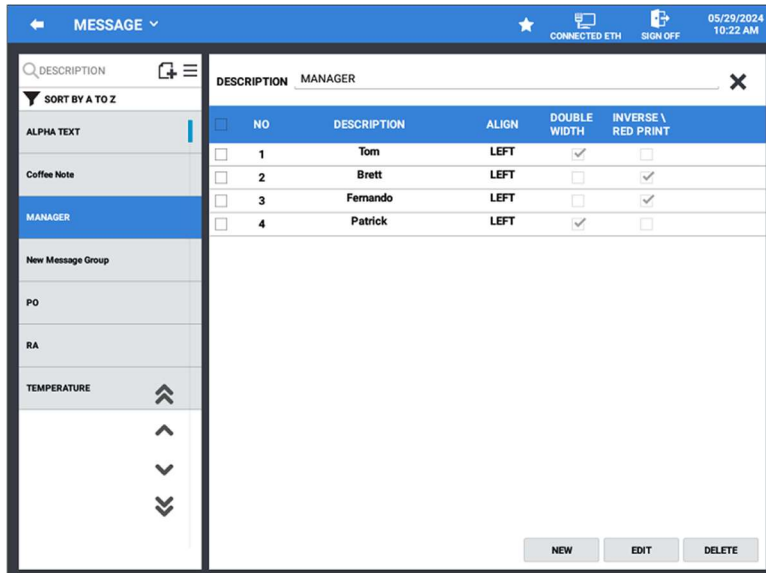 MESSAGE
CONNECTED ETH
SIGN OFF
05/29/2024
10:22 AM
DESCRIPTION
SORT BY A TO Z
ALPHA TEXT
Coffee Note
MANAGER
New Message Group
PO
RA
TEMPERATURE
DESCRIPTION MANAGER
NO DESCRIPTION ALIGN DOUBLE WIDTH INVERSE \ RED PRINT
1 Tom LEFT
2 Brett LEFT
3 Fernando LEFT
4 Patrick LEFT
NEW EDIT DELETE